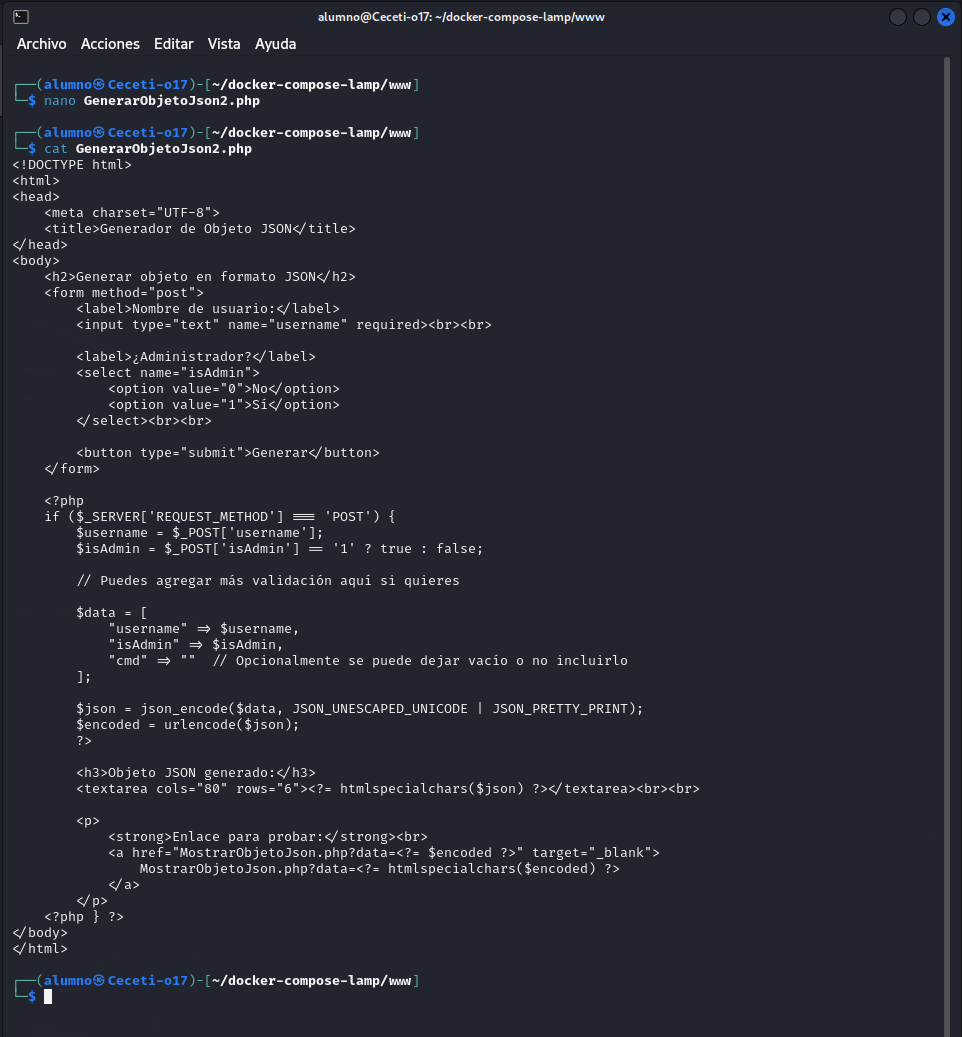 alumno@Ceceti-o17: ~/docker-compose-lamp/www
Archivo Acciones Editar Vista Ayuda
┌──(alumno㉿Ceceti-o17)-[~/docker-compose-lamp/www]
└─$ nano GenerarObjetoJson2.php
┌──(alumno㉿Ceceti-o17)-[~/docker-compose-lamp/www]
└─$ cat GenerarObjetoJson2.php
<!DOCTYPE html>
<html>
<head>
    <meta charset="UTF-8">
    <title>Generador de Objeto JSON</title>
</head>
<body>
    <h2>Generar objeto en formato JSON</h2>
    <form method="post">
        <label>Nombre de usuario:</label>
        <input type="text" name="username" required><br><br>

        <label>¿Administrador?</label>
        <select name="isAdmin">
            <option value="0">No</option>
            <option value="1">Sí</option>
        </select><br><br>

        <button type="submit">Generar</button>
    </form>

    <?php
    if ($_SERVER['REQUEST_METHOD'] === 'POST') {
        $username = $_POST['username'];
        $isAdmin = $_POST['isAdmin'] == '1' ? true : false;

        // Puedes agregar más validación aquí si quieres

        $data = [
            "username" => $username,
            "isAdmin" => $isAdmin,
            "cmd" => ""  // Opcionalmente se puede dejar vacío o no incluirlo
        ];

        $json = json_encode($data, JSON_UNESCAPED_UNICODE | JSON_PRETTY_PRINT);
        $encoded = urlencode($json);
        ?>

        <h3>Objeto JSON generado:</h3>
        <textarea cols="80" rows="6"><?= htmlspecialchars($json) ?></textarea><br><br>

        <p>
            <strong>Enlace para probar:</strong><br>
            <a href="MostrarObjetoJson.php?data=<?= $encoded ?>" target="_blank">
                MostrarObjetoJson.php?data=<?= htmlspecialchars($encoded) ?>
            </a>
        </p>
    <?php } ?>
</body>
</html>

┌──(alumno㉿Ceceti-o17)-[~/docker-compose-lamp/www]
└─$